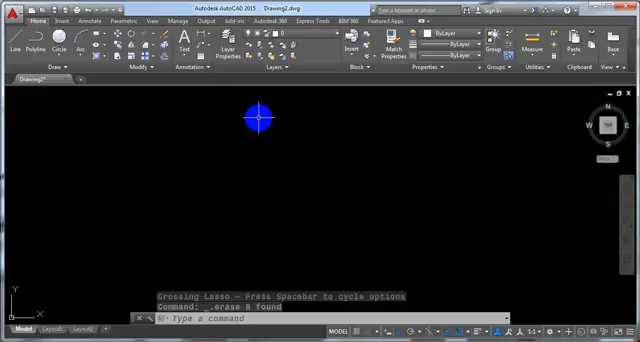 Autodesk AutoCAD 2015 Drawing2.dwg
Type a keyword or phrase
Sign In
Home Insert Annotate Parametric View Manage Output Add-ins Autodesk 360 Express Tools BIM 360 Featured Apps
Line Polyline Circle Arc
Text
Layer
Properties
0
Insert
Match
Properties
ByLayer
ByLayer
ByLayer
Group
Measure
Paste
Base
Draw Modify Annotation Layers Block Properties Groups Utilities Clipboard View
Drawing2*
N
W TOP E
S
Y
X
Crossing Lasso — Press Spacebar to cycle options
Command: _.erase 8 found
Type a command
Model Layout1 Layout2
MODEL
1:1